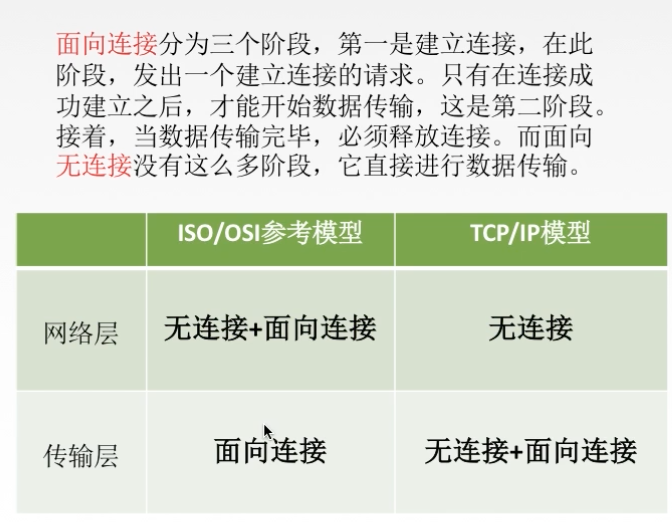 面向连接分为三个阶段，第一是建立连接，在此
阶段，发出一个建立连接的请求。只有在连接成
功建立之后，才能开始数据传输，这是第二阶段。
接着，当数据传输完毕，必须释放连接。而面向
无连接没有这么多阶段，它直接进行数据传输。
ISO/OSI参考模型 TCP/IP模型
网络层 无连接+面向连接 无连接
传输层 面向连接 无连接+面向连接